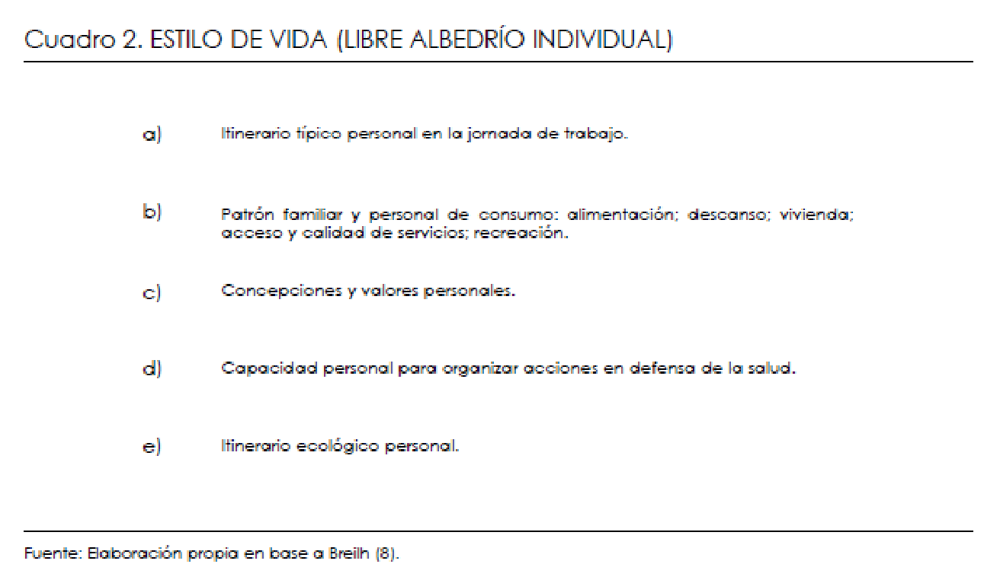 Cuadro 2. ESTILO DE VIDA (LIBRE ALBEDRÍO INDIVIDUAL)
a) Itinerario típico personal en la jornada de trabajo.
b) Patrón familiar y personal de consumo: alimentación; descanso; vivienda;
acceso y calidad de servicios; recreación.
c) Concepciones y valores personales.
d) Capacidad personal para organizar acciones en defensa de la salud.
e) Itinerario ecológico personal.
Fuente: Elaboración propia en base a Breilh (8).